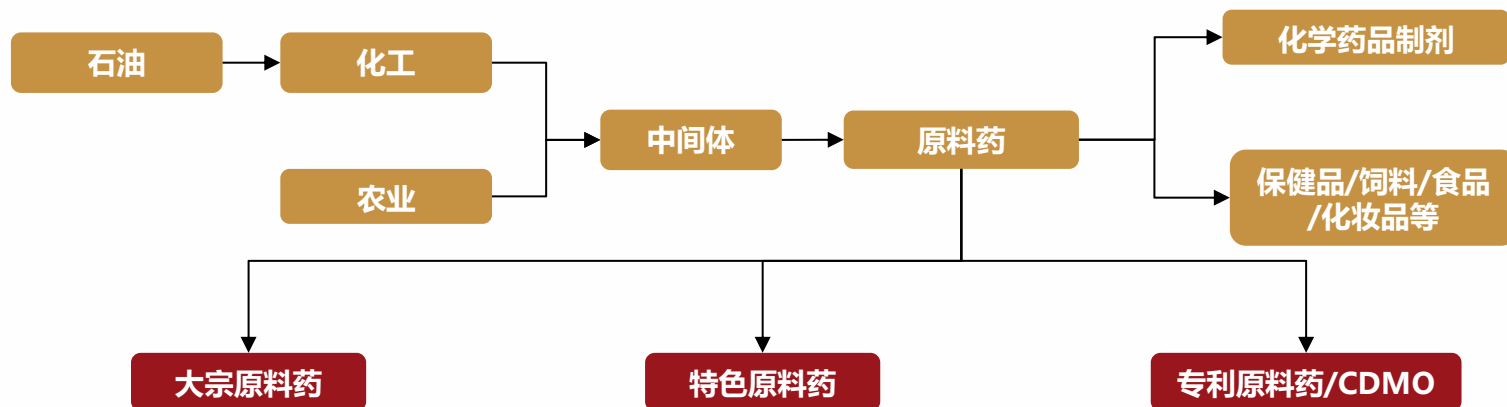 石油
化工
农业
中间体
原料药
化学药品制剂
保健品/饲料/食品
/化妆品等
大宗原料药
特色原料药
专利原料药/CDMO